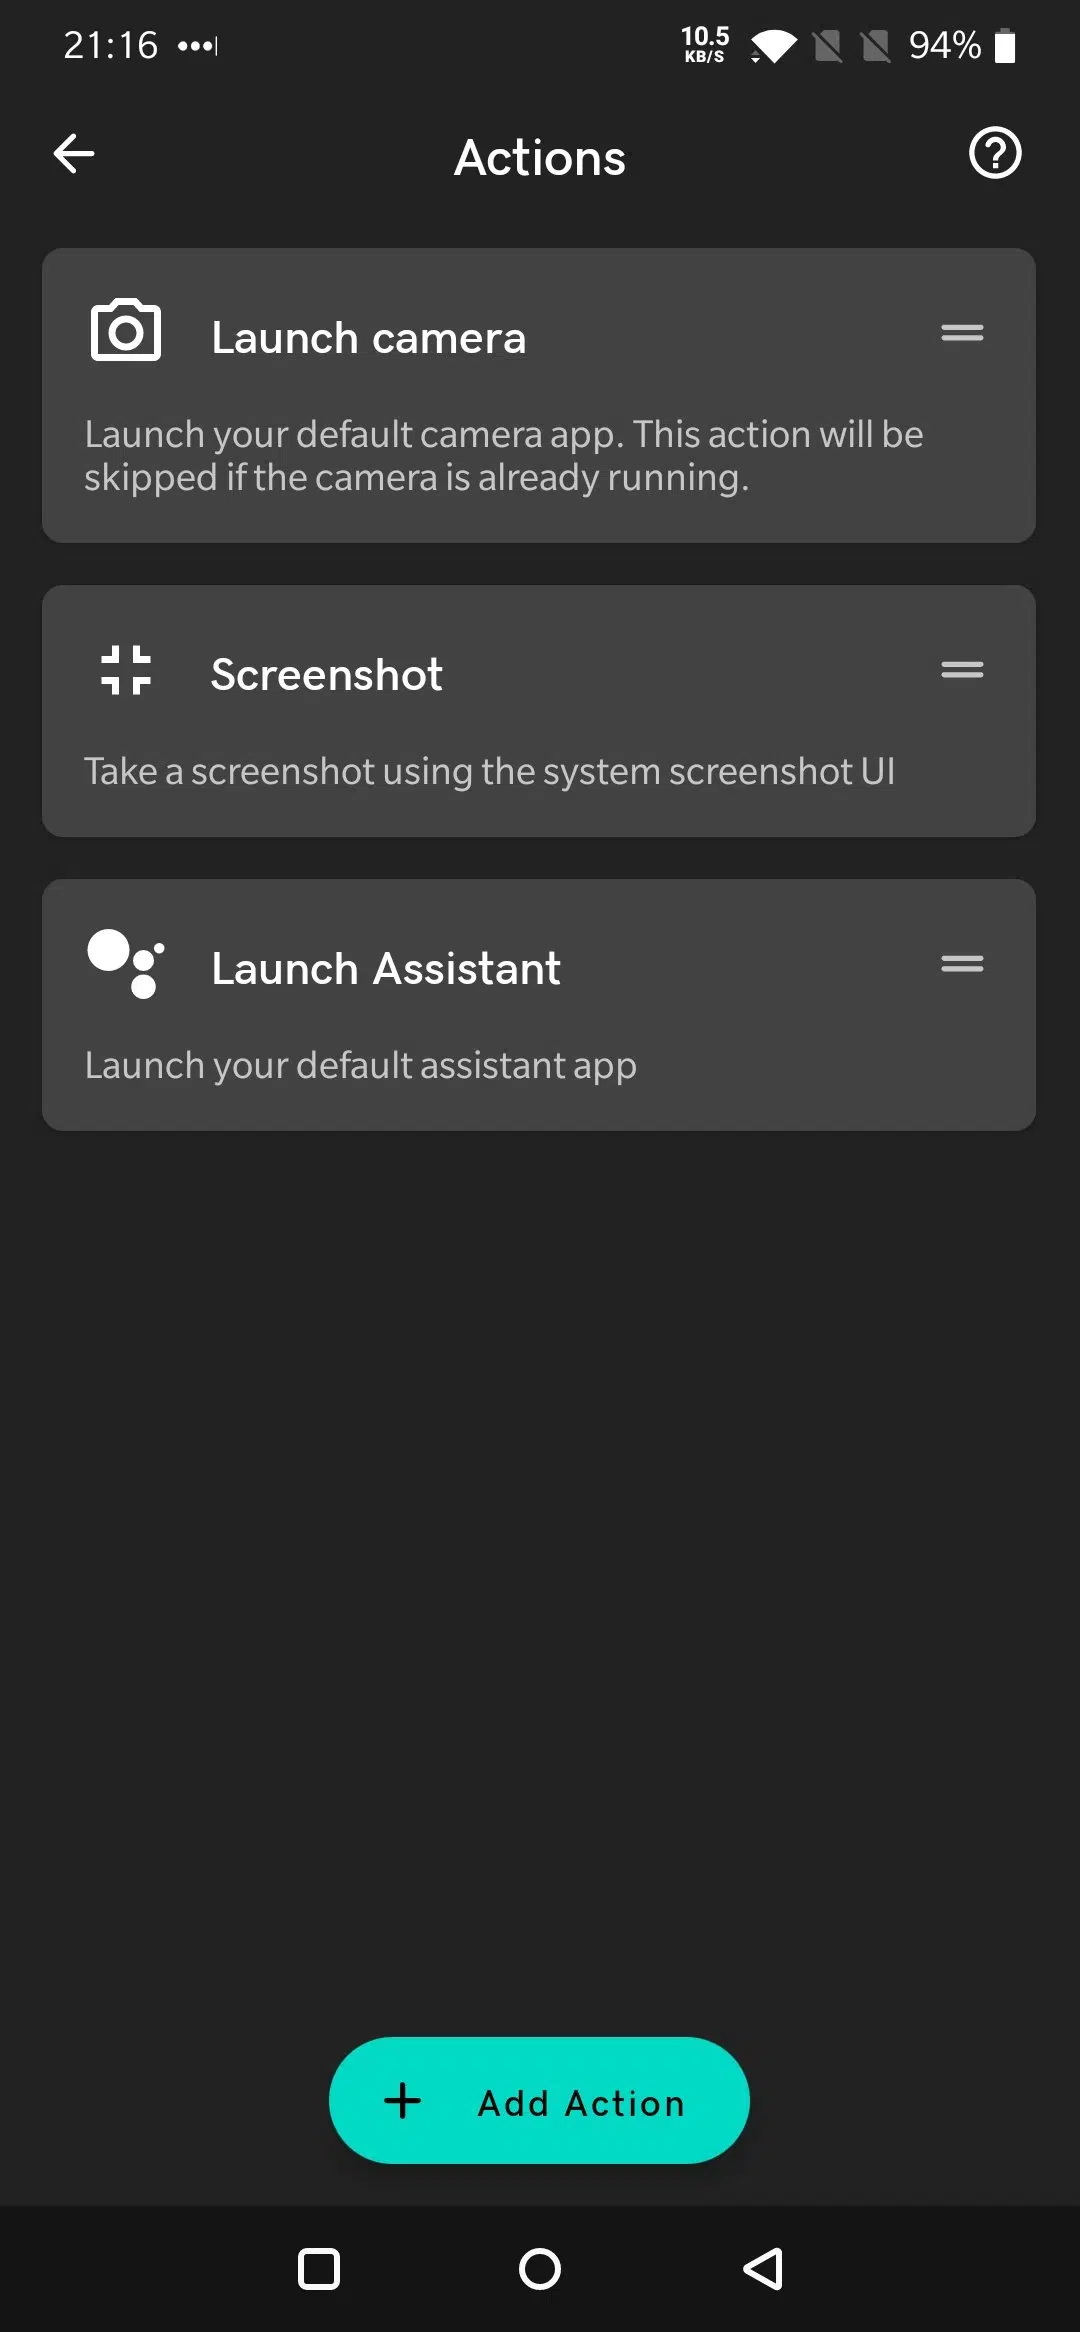 21:16
10.5
KB/S
94%
Actions
Launch camera
Launch your default camera app. This action will be
skipped if the camera is already running.
Screenshot
Take a screenshot using the system screenshot UI
Launch Assistant
Launch your default assistant app
Add Action